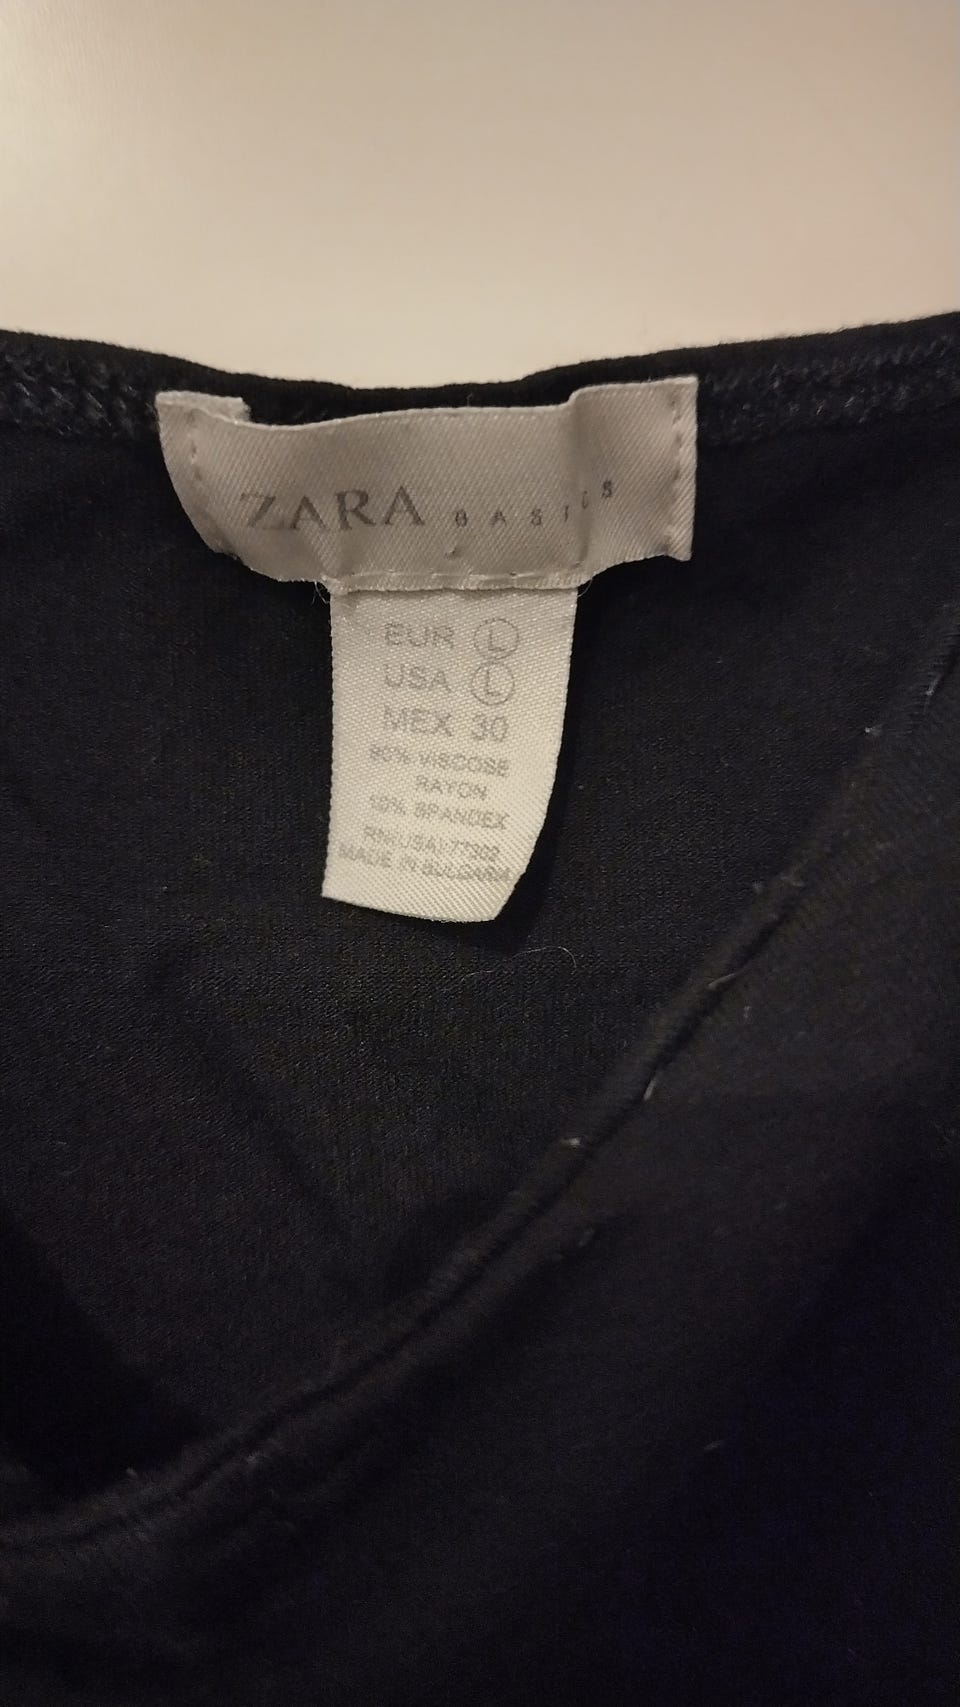 ZARA BASICS
EUR L
USA L
MEX 30
90% VISCOSE
RAYON
10% SPANDEX
RN(USA):77302
MADE IN BULGARIA